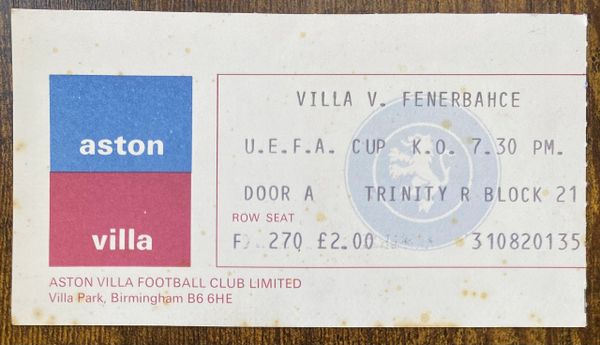 aston
villa
VILLA V. FENERBAHCE
U.E.F.A. CUP K.O. 7.30 PM.
DOOR A TRINITY R BLOCK 21
ROW SEAT
F 270 £2.00 310820135
ASTON VILLA FOOTBALL CLUB LIMITED
Villa Park, Birmingham B6 6HE